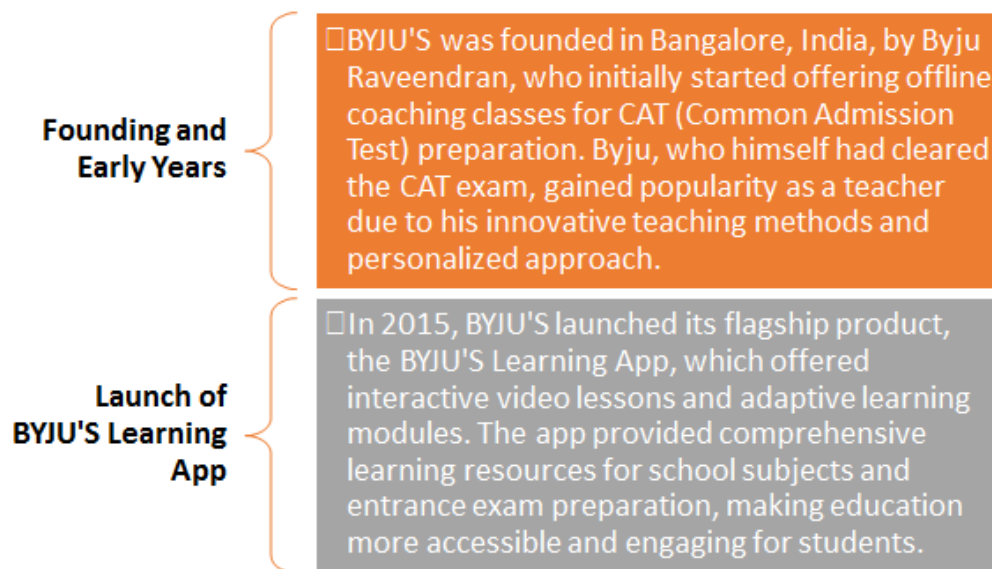 Founding and
Early Years
□BYJU'S was founded in Bangalore, India, by Byju
Raveendran, who initially started offering offline
coaching classes for CAT (Common Admission
Test) preparation. Byju, who himself had cleared
the CAT exam, gained popularity as a teacher
due to his innovative teaching methods and
personalized approach.
Launch of
BYJU'S Learning
App
□In 2015, BYJU'S launched its flagship product,
the BYJU'S Learning App, which offered
interactive video lessons and adaptive learning
modules. The app provided comprehensive
learning resources for school subjects and
entrance exam preparation, making education
more accessible and engaging for students.